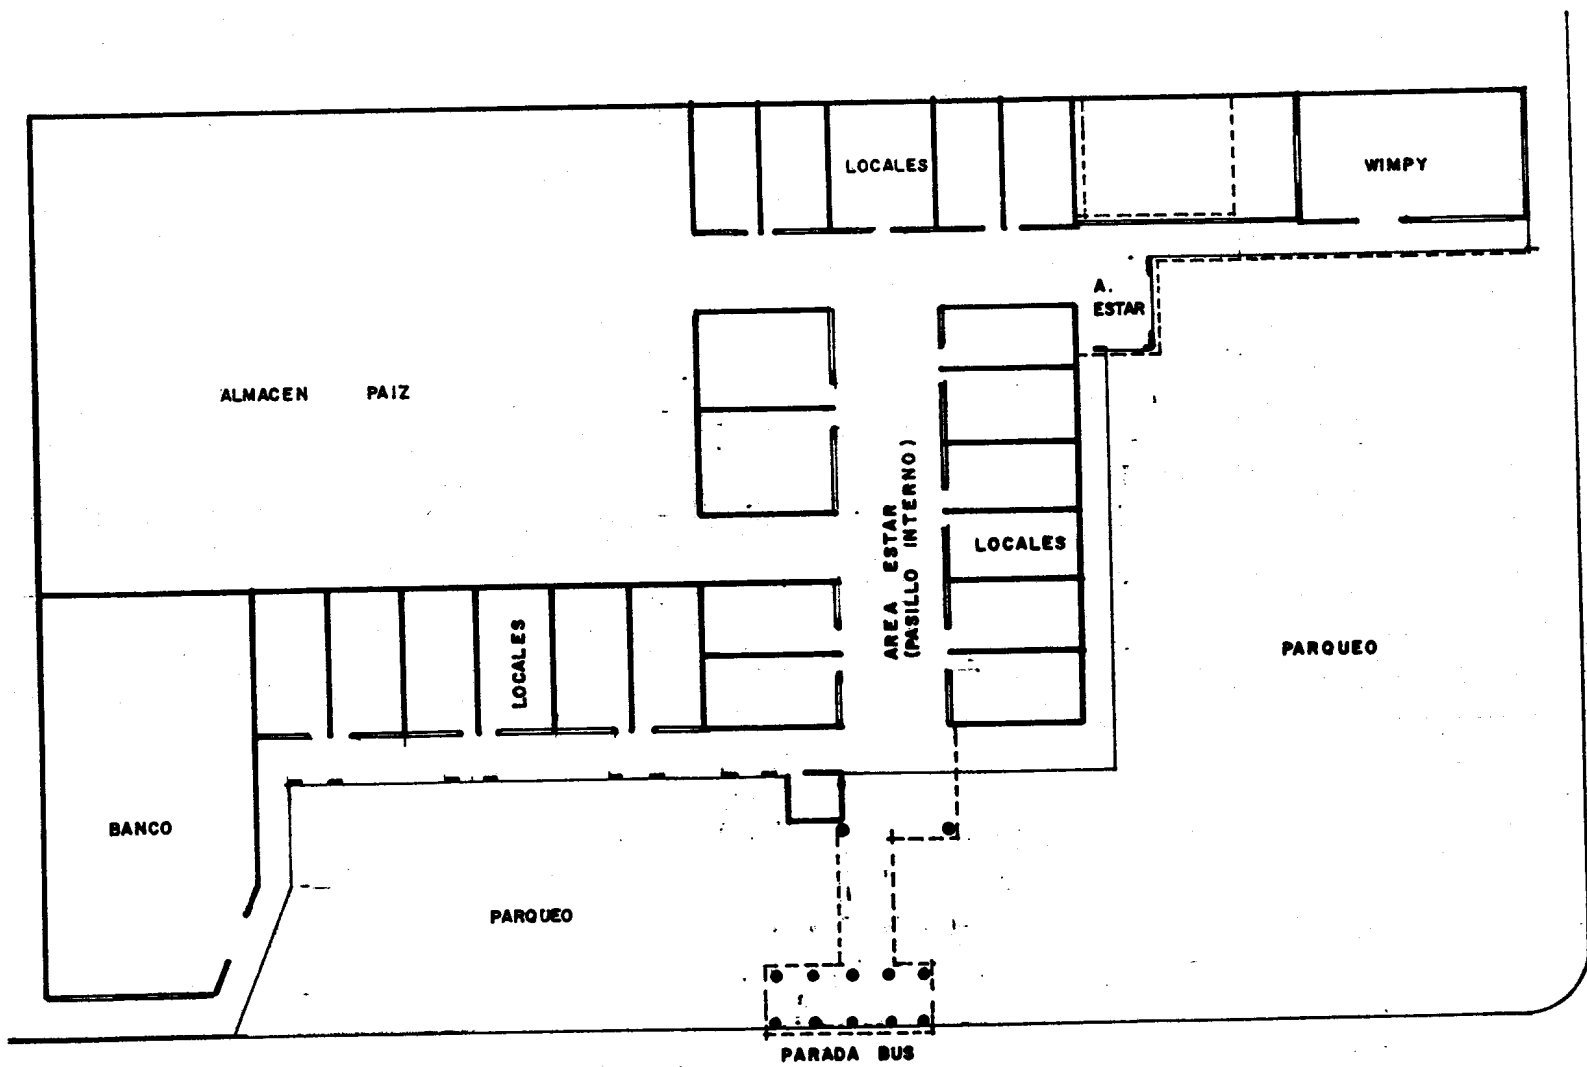 LOCALES
WIMPY
A.
ESTAR
ALMACEN PAIZ
AREA ESTAR
(PASILLO INTERNO)
LOCALES
LOCALES
PARQUEO
BANCO
PARQUEO
PARADA BUS